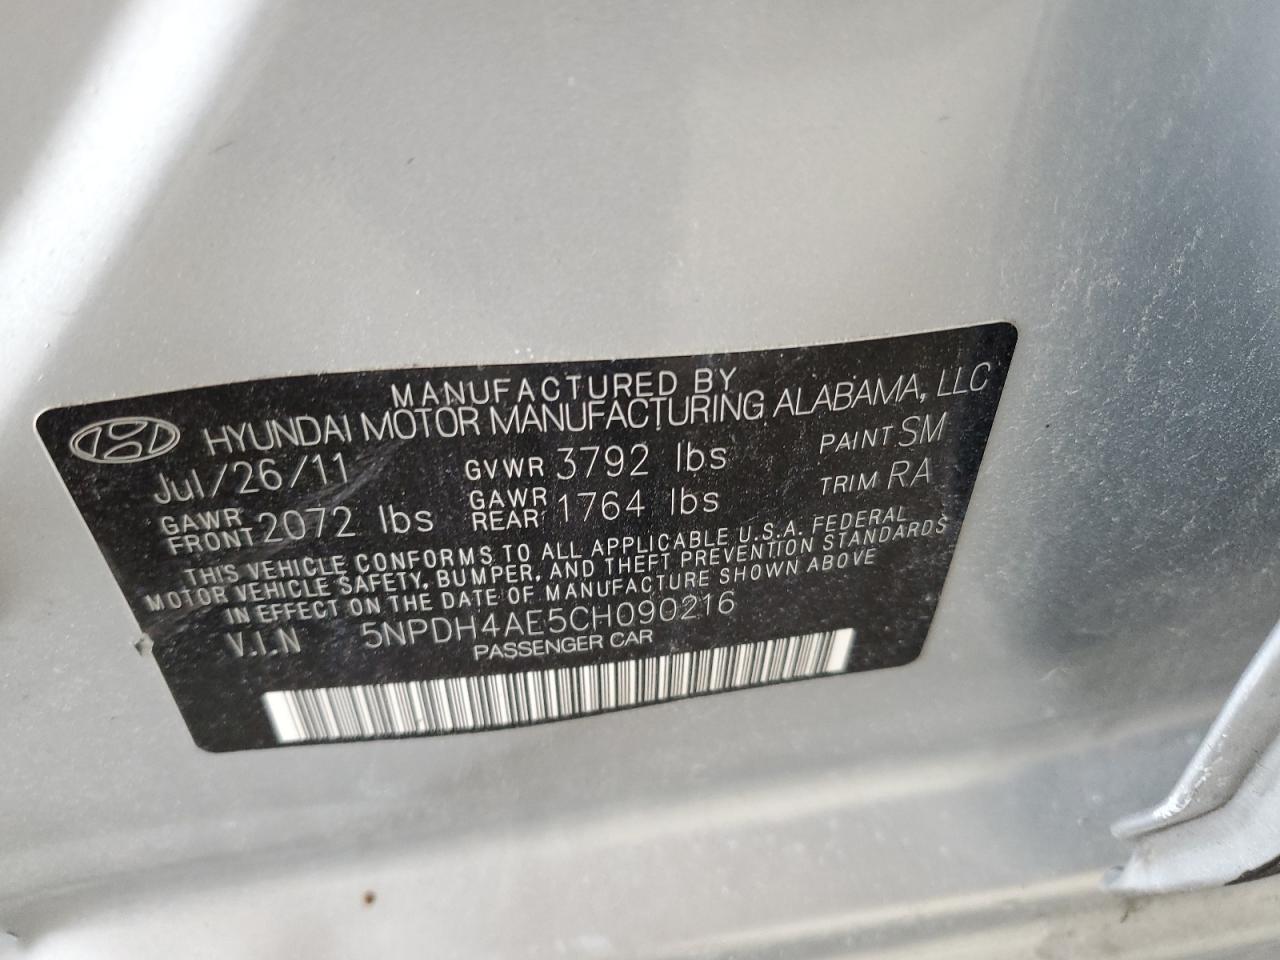 MANUFACTURED BY
HYUNDAI MOTOR MANUFACTURING ALABAMA, LLC
Jul/26/11 GVWR 3792 lbs PAINT SM
GAWR FRONT 2072 lbs GAWR REAR 1764 lbs TRIM RA
THIS VEHICLE CONFORMS TO ALL APPLICABLE U.S.A. FEDERAL
MOTOR VEHICLE SAFETY, BUMPER, AND THEFT PREVENTION STANDARDS
IN EFFECT ON THE DATE OF MANUFACTURE SHOWN ABOVE
V.I.N 5NPDH4AE5CH090216
PASSENGER CAR